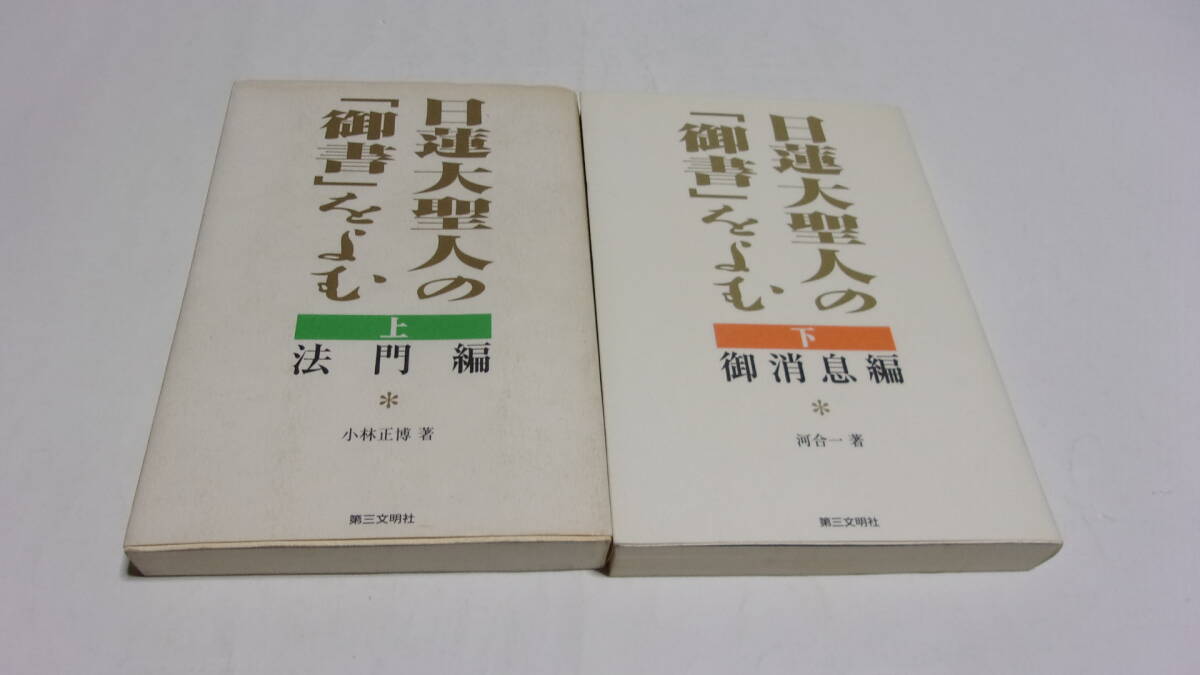 日蓮大聖人の
「御書」をよむ
上
法門編
＊
小林正博 著
第三文明社
日蓮大聖人の
「御書」をよむ
下
御消息編
＊
河合一 著
第三文明社